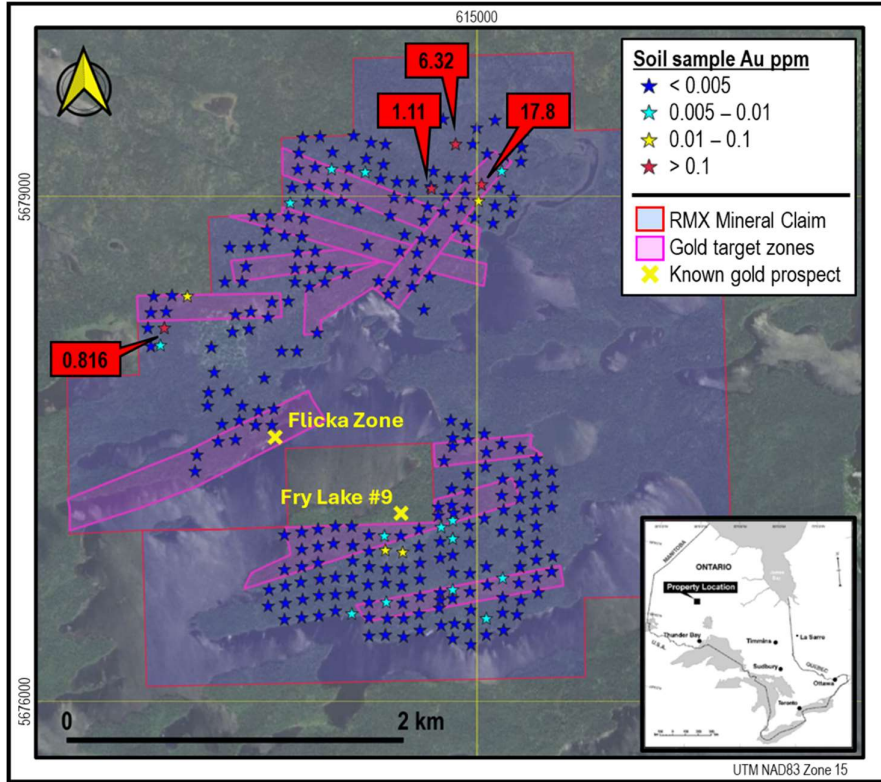 615000
5679000
5676000
6.32
1.11
17.8
0.816
Soil sample Au ppm
< 0.005
0.005 – 0.01
0.01 – 0.1
> 0.1
RMX Mineral Claim
Gold target zones
Known gold prospect
Flicka Zone
Fry Lake #9
0
2 km
MANITOBA
ONTARIO
Property Location
Thunder Bay
U.S.A.
Timmins
La Sarre
Sudbury
QUEBEC
Ottawa
Toronto
UTM NAD83 Zone 15